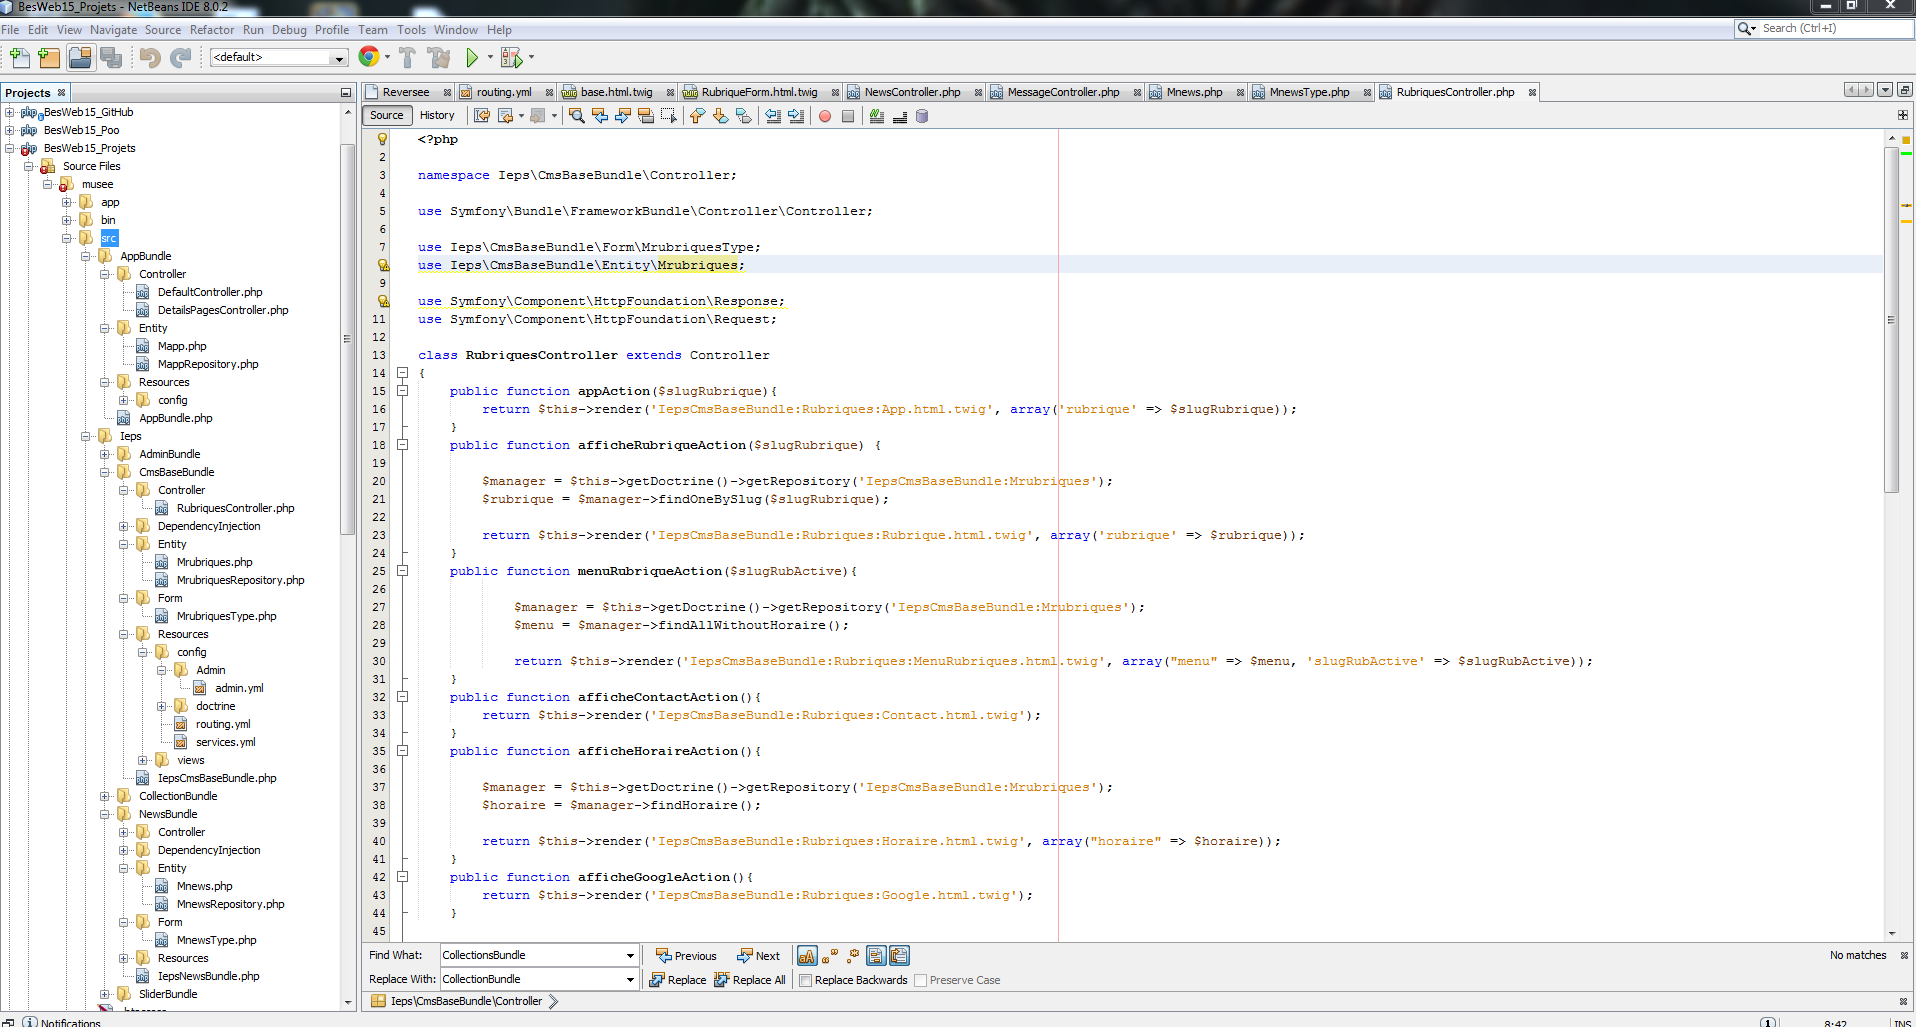 BesWeb15_Projets - NetBeans IDE 8.0.2
File Edit View Navigate Source Refactor Run Debug Profile Team Tools Window Help
Search (Ctrl+I)
<default>
Projects
BesWeb15_GitHub
BesWeb15_Poo
BesWeb15_Projets
Source Files
musee
app
bin
src
AppBundle
Controller
DefaultController.php
DetailsPagesController.php
Entity
Mapp.php
MappRepository.php
Resources
config
AppBundle.php
Ieps
AdminBundle
CmsBaseBundle
Controller
RubriquesController.php
DependencyInjection
Entity
Mrubriques.php
MrubriquesRepository.php
Form
MrubriquesType.php
Resources
config
Admin
admin.yml
doctrine
routing.yml
services.yml
views
IepsCmsBaseBundle.php
CollectionBundle
NewsBundle
Controller
DependencyInjection
Entity
Mnews.php
MnewsRepository.php
Form
MnewsType.php
Resources
IepsNewsBundle.php
SliderBundle
Reversee routing.yml base.html.twig RubriqueForm.html.twig NewsController.php MessageController.php Mnews.php MnewsType.php RubriquesController.php
Source History
<?php
2
3 namespace Ieps\CmsBaseBundle\Controller;
4
5 use Symfony\Bundle\FrameworkBundle\Controller\Controller;
6
7 use Ieps\CmsBaseBundle\Form\MrubriquesType;
use Ieps\CmsBaseBundle\Entity\Mrubriques;
9
use Symfony\Component\HttpFoundation\Response;
11 use Symfony\Component\HttpFoundation\Request;
12
13 class RubriquesController extends Controller
14 {
15 public function appAction($slugRubrique){
16 return $this->render('IepsCmsBaseBundle:Rubriques:App.html.twig', array('rubrique' => $slugRubrique));
17 }
18 public function afficheRubriqueAction($slugRubrique) {
19
20 $manager = $this->getDoctrine()->getRepository('IepsCmsBaseBundle:Mrubriques');
21 $rubrique = $manager->findOneBySlug($slugRubrique);
22
23 return $this->render('IepsCmsBaseBundle:Rubriques:Rubrique.html.twig', array('rubrique' => $rubrique));
24 }
25 public function menuRubriqueAction($slugRubActive){
26
27 $manager = $this->getDoctrine()->getRepository('IepsCmsBaseBundle:Mrubriques');
28 $menu = $manager->findAllWithoutHoraire();
29
30 return $this->render('IepsCmsBaseBundle:Rubriques:MenuRubriques.html.twig', array("menu" => $menu, 'slugRubActive' => $slugRubActive));
31 }
32 public function afficheContactAction(){
33 return $this->render('IepsCmsBaseBundle:Rubriques:Contact.html.twig');
34 }
35 public function afficheHoraireAction(){
36
37 $manager = $this->getDoctrine()->getRepository('IepsCmsBaseBundle:Mrubriques');
38 $horaire = $manager->findHoraire();
39
40 return $this->render('IepsCmsBaseBundle:Rubriques:Horaire.html.twig', array("horaire" => $horaire));
41 }
42 public function afficheGoogleAction(){
43 return $this->render('IepsCmsBaseBundle:Rubriques:Google.html.twig');
44 }
45
Find What: CollectionsBundle Previous Next No matches
Replace With: CollectionBundle Replace Replace All Replace Backwards Preserve Case
Ieps\CmsBaseBundle\Controller
Notifications 1 8:42 INS